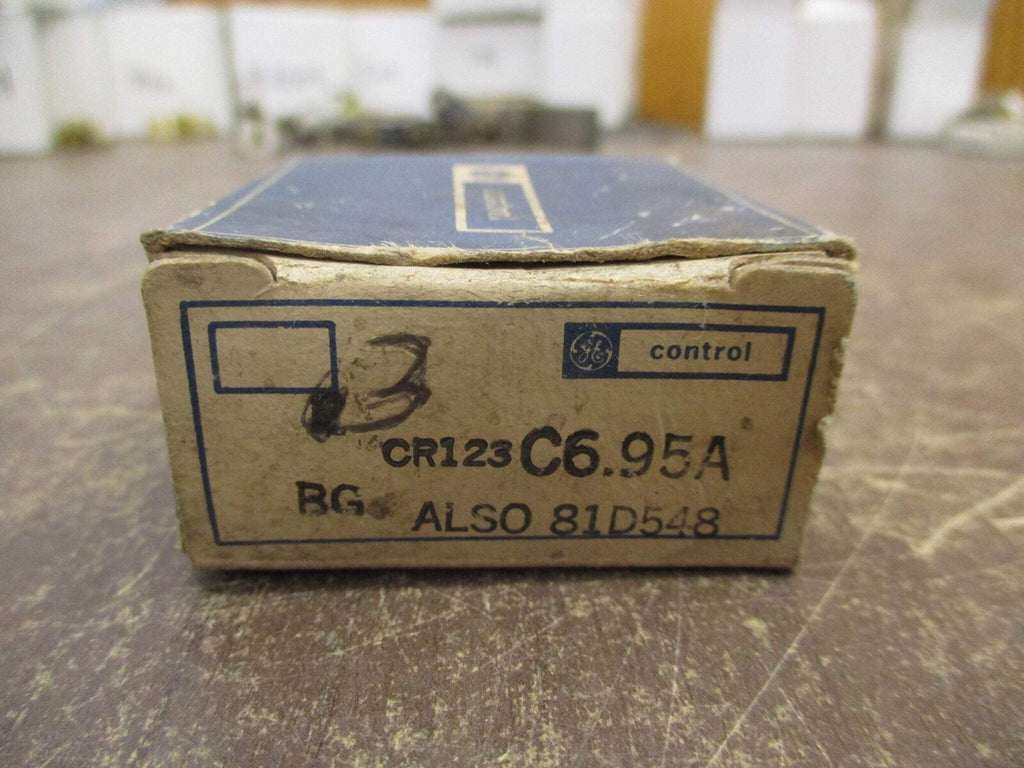 GE control
3
CR123 C6.95A
BG
ALSO 81D548